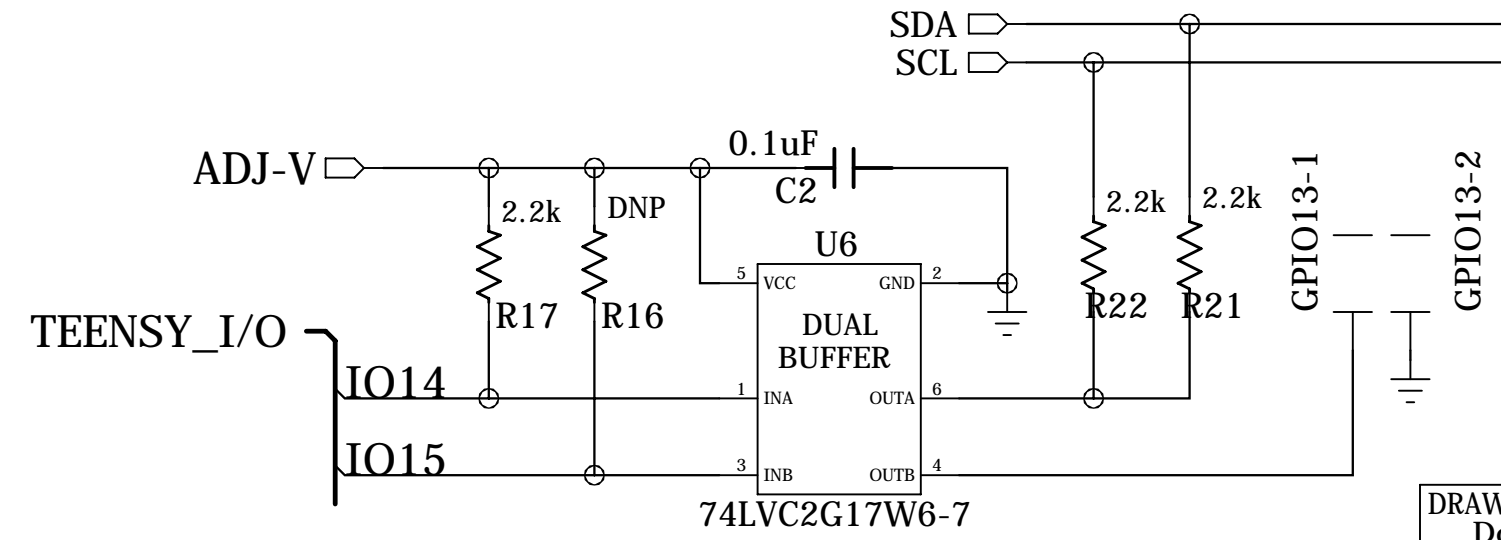 SDA
SCL
ADJ-V
0.1uF
C2
2.2k
DNP
2.2k
2.2k
GPIO13-1
GPIO13-2
U6
5
VCC
GND
2
R17
R16
R22
R21
DUAL
BUFFER
TEENSY_I/O
IO14
1
INA
OUTA
6
IO15
3
INB
OUTB
4
74LVC2G17W6-7